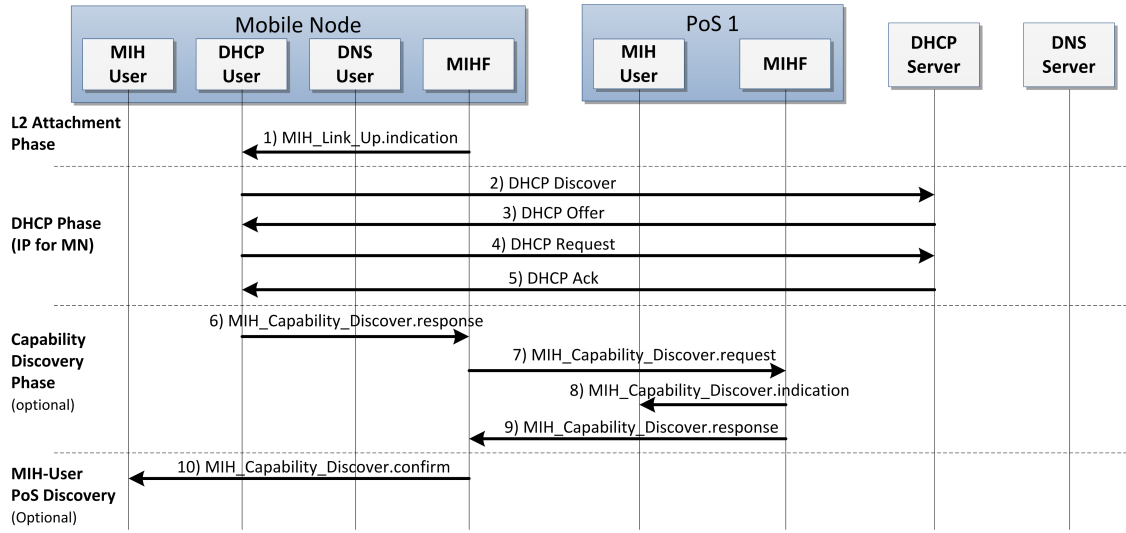 Mobile Node
PoS 1
MIH
User
DHCP
User
DNS
User
MIHF
MIH
User
MIHF
DHCP
Server
DNS
Server
L2 Attachment
Phase
1) MIH_Link_Up.indication
DHCP Phase
(IP for MN)
2) DHCP Discover
3) DHCP Offer
4) DHCP Request
5) DHCP Ack
Capability
Discovery
Phase
(optional)
6) MIH_Capability_Discover.response
7) MIH_Capability_Discover.request
8) MIH_Capability_Discover.indication
9) MIH_Capability_Discover.response
MIH-User
PoS Discovery
(Optional)
10) MIH_Capability_Discover.confirm